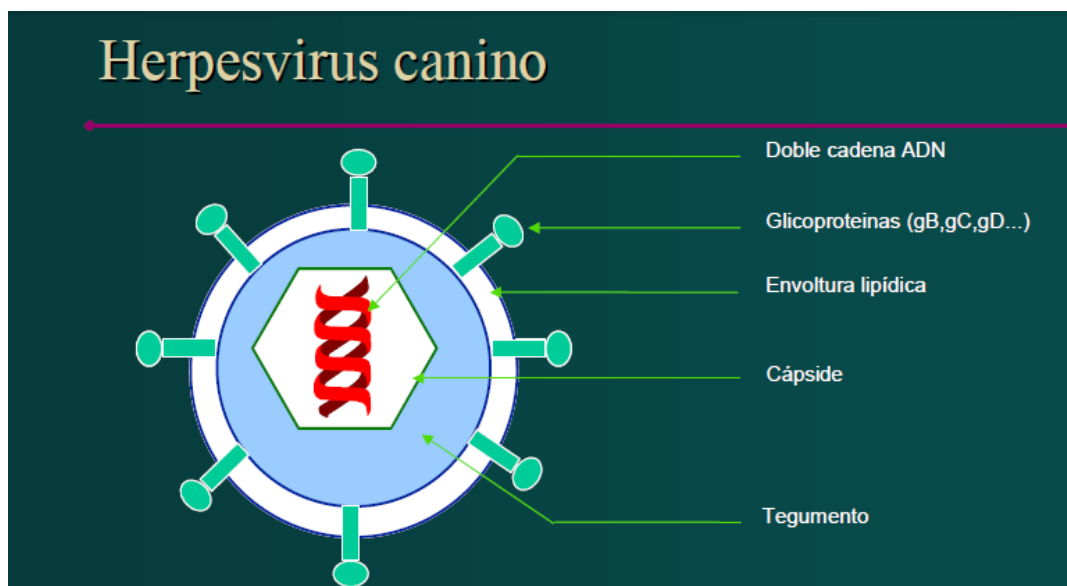 Herpesvirus canino
Doble cadena ADN
Glicoproteinas (gB,gC,gD...)
Envoltura lipídica
Cápside
Tegumento